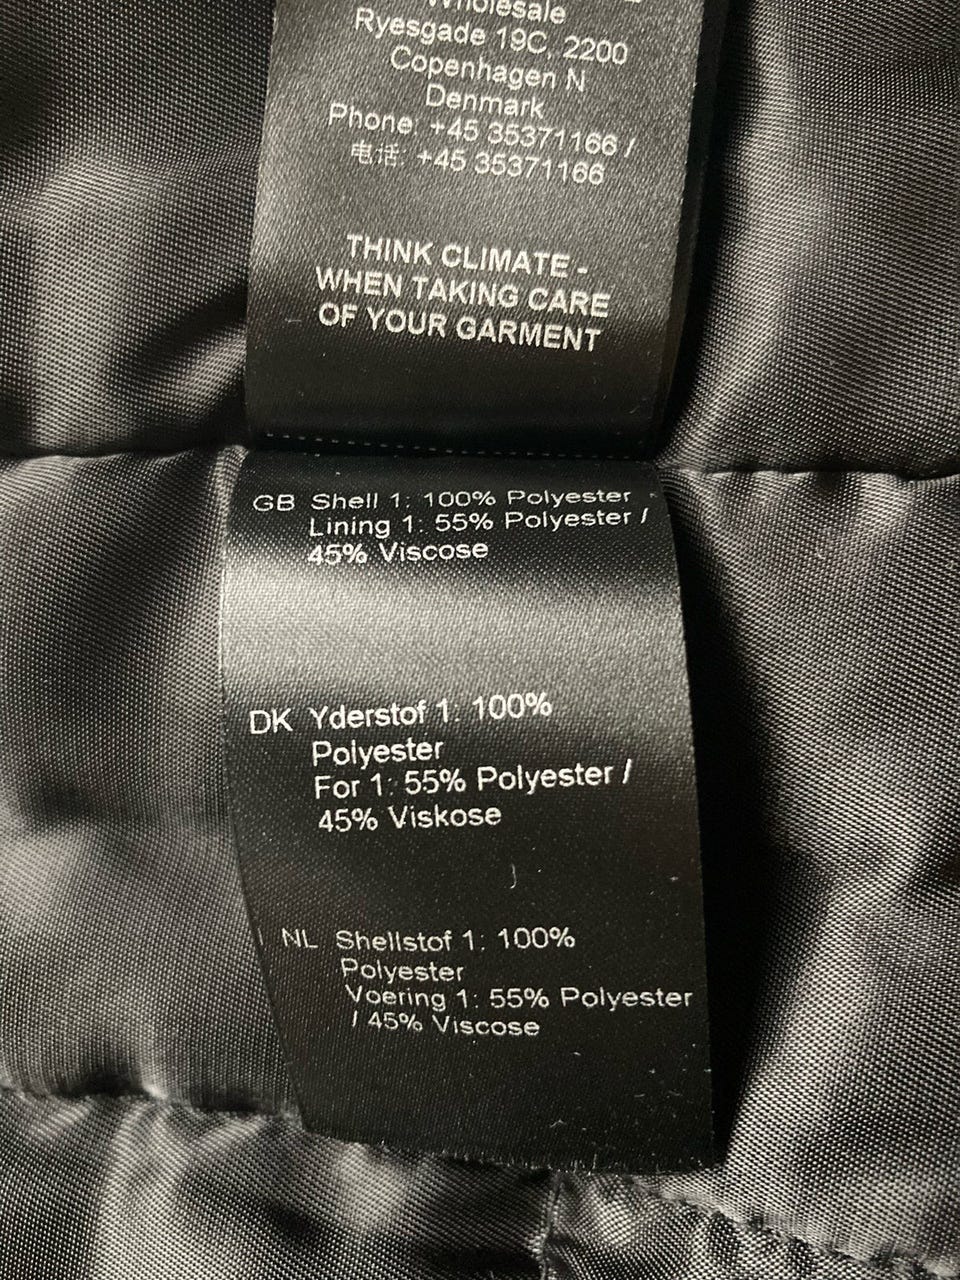 Wholesale
Ryesgade 19C, 2200
Copenhagen N
Denmark
Phone: +45 35371166 /
电话: +45 35371166
THINK CLIMATE -
WHEN TAKING CARE
OF YOUR GARMENT
GB Shell 1: 100% Polyester
Lining 1: 55% Polyester /
45% Viscose
DK Yderstof 1: 100%
Polyester
For 1: 55% Polyester /
45% Viskose
NL Shellstof 1: 100%
Polyester
Voering 1: 55% Polyester
/ 45% Viscose